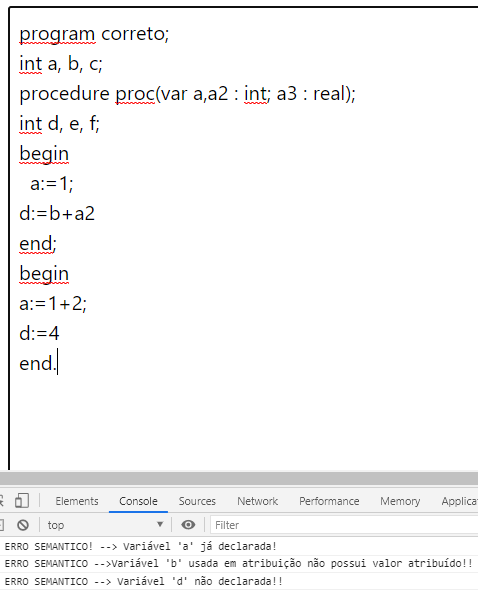 program correto;
int a, b, c;
procedure proc(var a,a2 : int; a3 : real);
int d, e, f;
begin
a:=1;
d:=b+a2
end;
begin
a:=1+2;
d:=4
end.
Elements Console Sources Network Performance Memory Applica
top Filter
ERRO SEMANTICO! --> Variável 'a' já declarada!
ERRO SEMANTICO -->Variável 'b' usada em atribuição não possui valor atribuído!!
ERRO SEMANTICO --> Variável 'd' não declarada!!